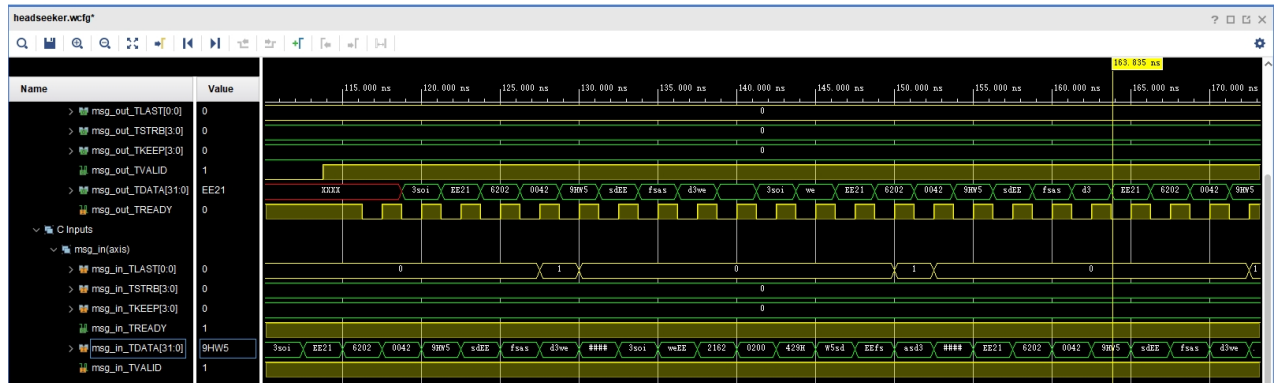 headseeker.wcfg*
163.835 ns
Name Value 115.000 ns 120.000 ns 125.000 ns 130.000 ns 135.000 ns 140.000 ns 145.000 ns 150.000 ns 155.000 ns 160.000 ns 165.000 ns 170.000 ns
msg_out_TLAST[0:0] 0 0
msg_out_TSTRB[3:0] 0 0
msg_out_TKEEP[3:0] 0 0
msg_out_TVALID 1
msg_out_TDATA[31:0] EE21 XXXX 3soi EE21 6202 0042 9HW5 sdEE fsas d3we 3soi we EE21 6202 0042 9HW5 sdEE fsas d3 EE21 6202 0042 9HW5
msg_out_TREADY 0
C Inputs
msg_in(axis)
msg_in_TLAST[0:0] 0 0 1 0 1 0 1
msg_in_TSTRB[3:0] 0 0
msg_in_TKEEP[3:0] 0 0
msg_in_TREADY 1
msg_in_TDATA[31:0] 9HW5 3soi EE21 6202 0042 9HW5 sdEE fsas d3we #### 3soi weEE 2162 0200 429H W5sd EEfs asd3 #### EE21 6202 0042 9HW5 sdEE fsas d3we
msg_in_TVALID 1